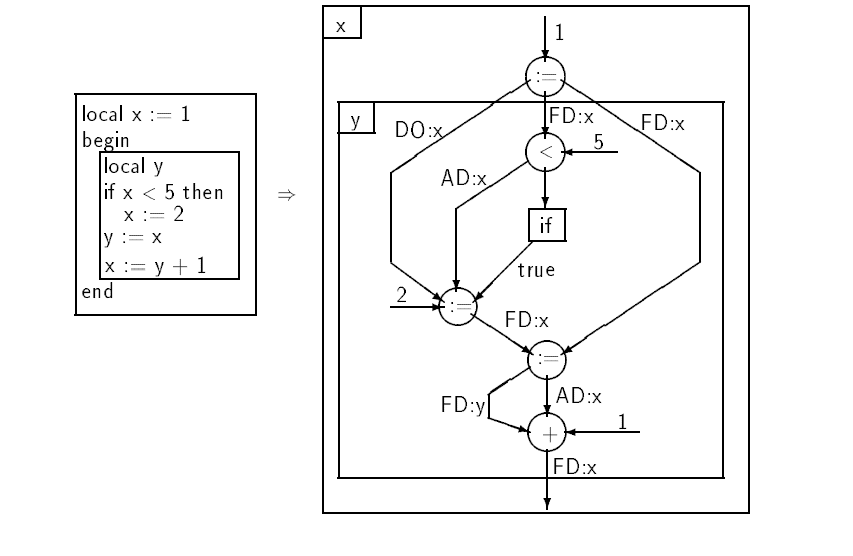 local x := 1
begin
local y
if x < 5 then
x := 2
y := x
x := y + 1
end
⇒
x
1
:=
y
DO:x
FD:x
FD:x
<
5
AD:x
if
true
2
:=
FD:x
:=
FD:y
AD:x
+
1
FD:x